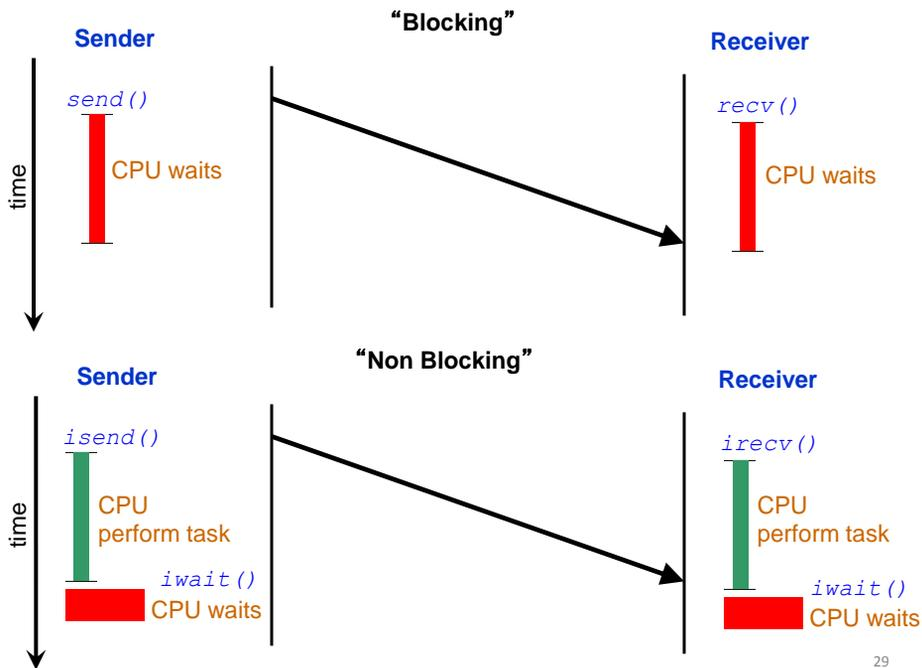 “Blocking”
Sender
Receiver
send()
recv()
CPU waits
CPU waits
time
“Non Blocking”
Sender
Receiver
isend()
irecv()
CPU
perform task
CPU
perform task
time
iwait()
iwait()
CPU waits
CPU waits
29